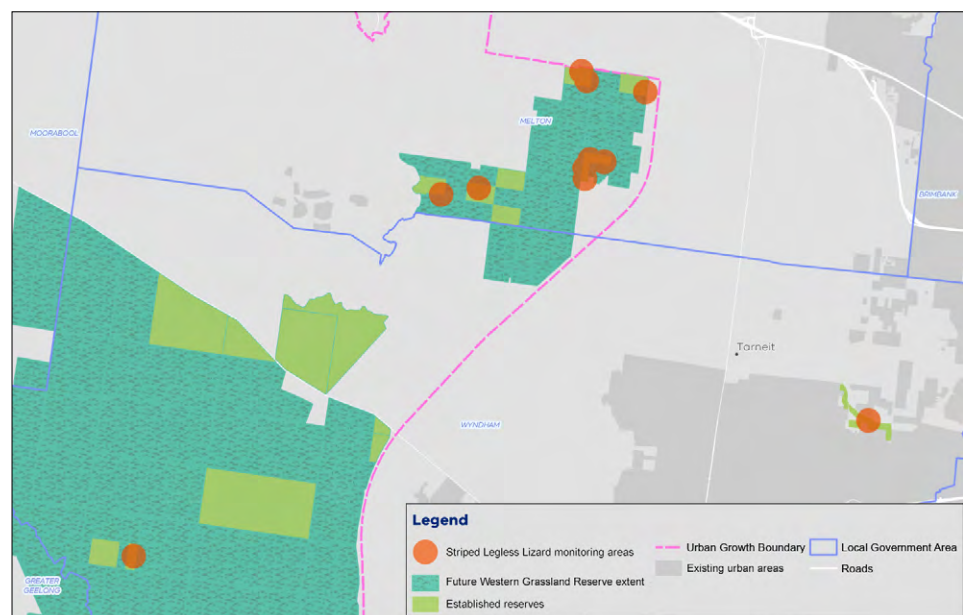 MOORABOOL
MELTON
BRIMBANK
Tarneit
WYNDHAM
GREATER
GEELONG
Legend
Striped Legless Lizard monitoring areas
Future Western Grassland Reserve extent
Established reserves
Urban Growth Boundary
Existing urban areas
Local Government Area
Roads